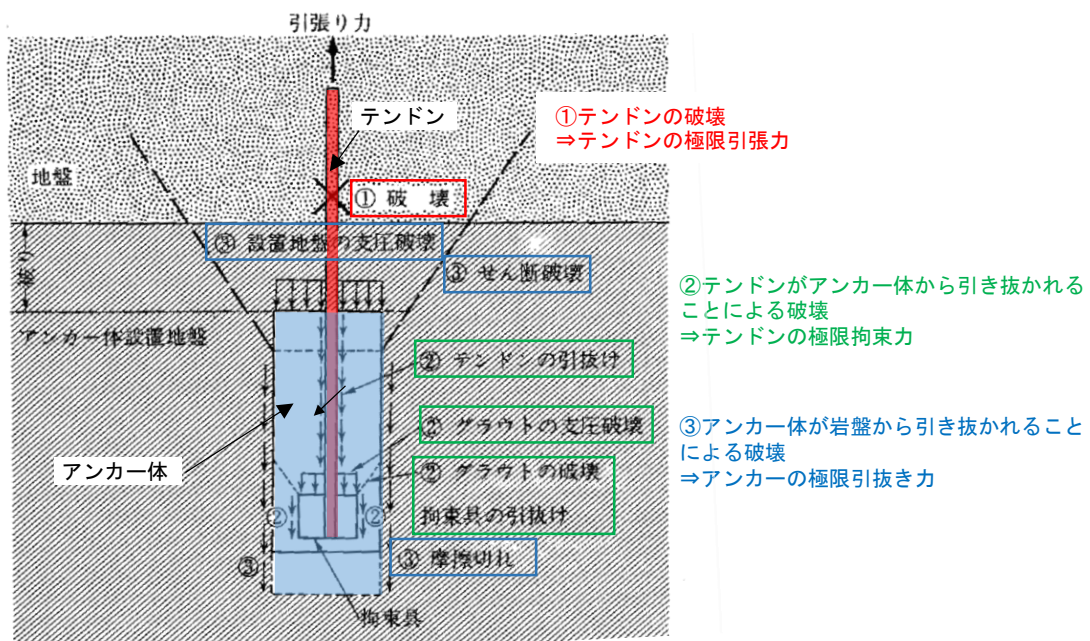 引張り力
テンドン
①テンドンの破壊
⇒テンドンの極限引張力
地盤
① 破 壊
③ 設置地盤の支圧破壊
③ せん断破壊
被り
②テンドンがアンカー体から引き抜かれる
ことによる破壊
⇒テンドンの極限拘束力
アンカー体設置地盤
② テンドンの引抜け
② グラウトの支圧破壊
③アンカー体が岩盤から引き抜かれること
による破壊
⇒アンカーの極限引抜き力
アンカー体
② グラウトの破壊
拘束具の引抜け
②
②
③ 摩擦切れ
③
拘束具